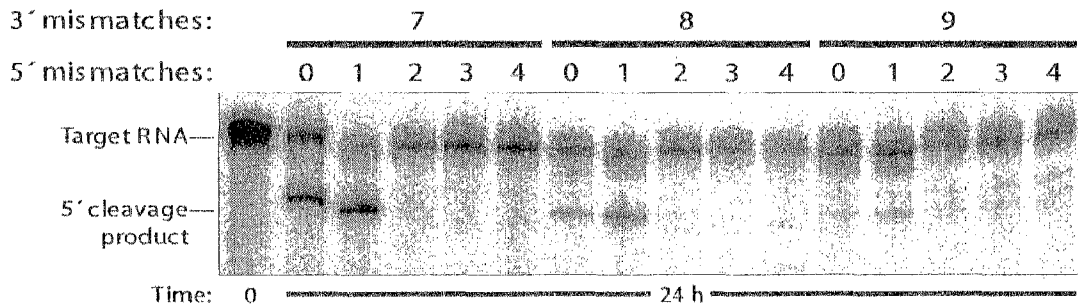 3´ mismatches: 7 8 9
5´ mismatches: 0 1 2 3 4 0 1 2 3 4 0 1 2 3 4
Target RNA
5´ cleavage
product
Time: 0 24 h